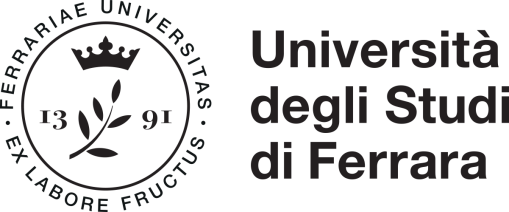 FERRARIAE UNIVERSITAS
13 91
· EX LABORE FRUCTUS ·
Università
degli Studi
di Ferrara